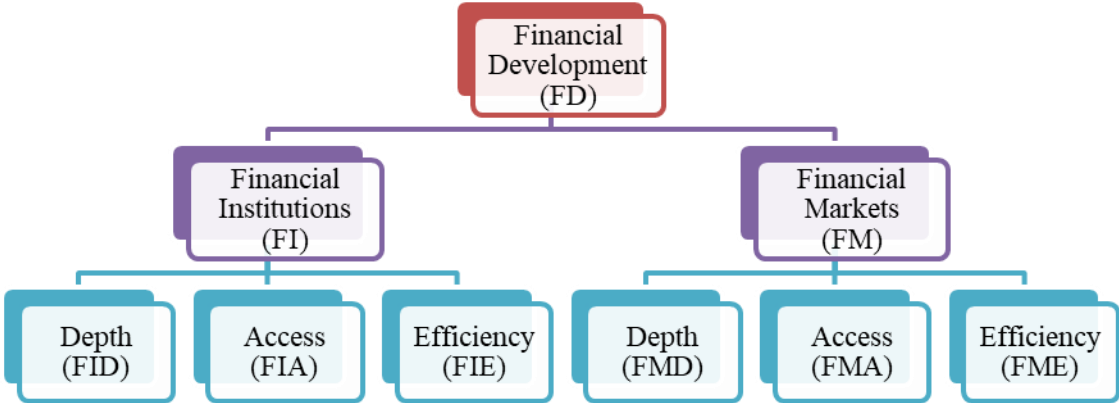 Financial
Development
(FD)
Financial
Institutions
(FI)
Financial
Markets
(FM)
Depth
(FID)
Access
(FIA)
Efficiency
(FIE)
Depth
(FMD)
Access
(FMA)
Efficiency
(FME)